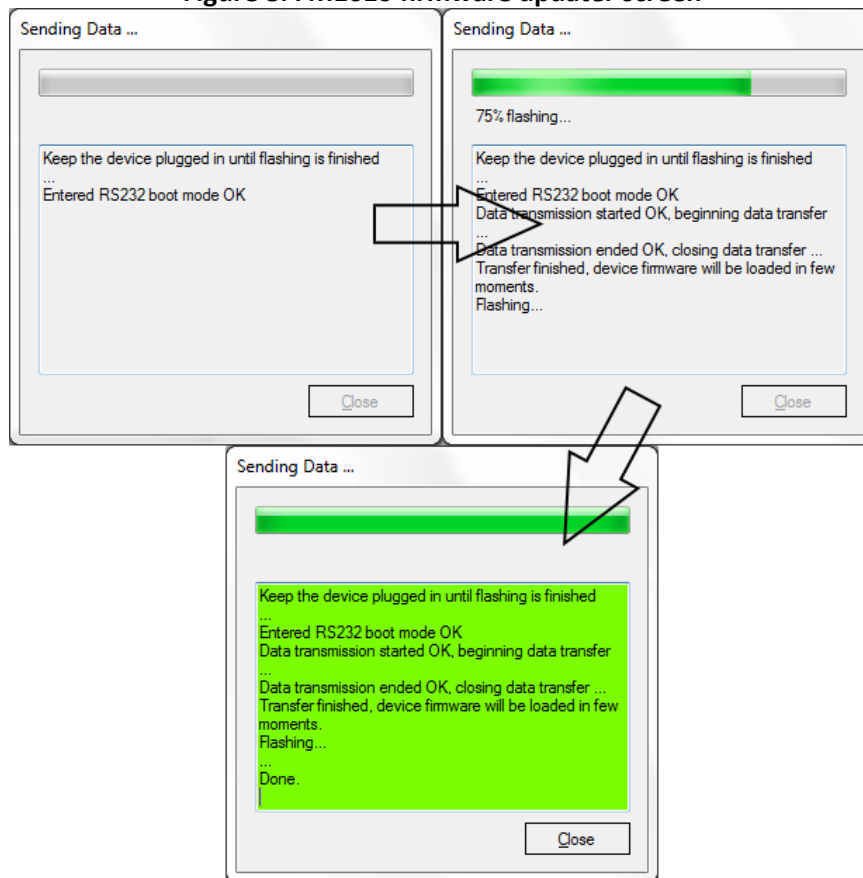 Sending Data ...
Keep the device plugged in until flashing is finished
...
Entered RS232 boot mode OK
Close
Sending Data ...
75% flashing...
Keep the device plugged in until flashing is finished
...
Entered RS232 boot mode OK
Data transmission started OK, beginning data transfer
...
Data transmission ended OK, closing data transfer ...
Transfer finished, device firmware will be loaded in few
moments.
Flashing...
Close
Sending Data ...
Keep the device plugged in until flashing is finished
...
Entered RS232 boot mode OK
Data transmission started OK, beginning data transfer
...
Data transmission ended OK, closing data transfer ...
Transfer finished, device firmware will be loaded in few
moments.
Flashing...
...
Done.
Close